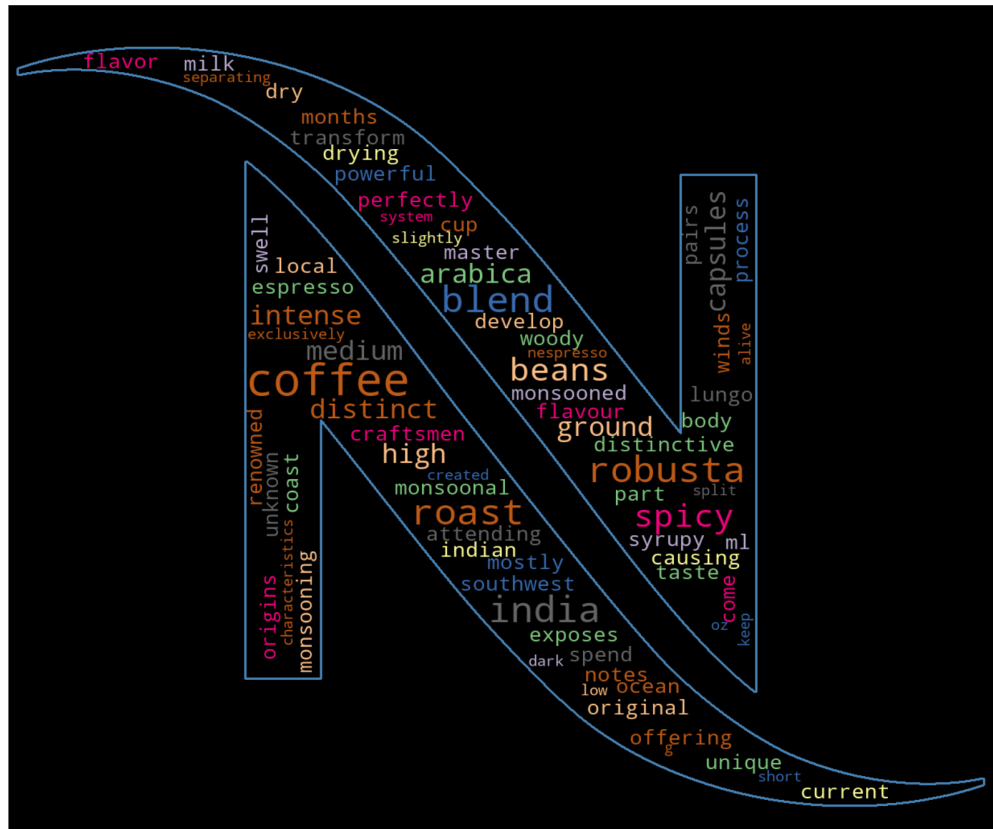 flavor
milk
separating
dry
months
transform
drying
powerful
perfectly
system
cup
slightly
master
arabica
blend
develop
woody
nespresso
beans
monsooned
flavour
ground
body
distinctive
robusta
part
split
spicy
syrupy
ml
causing
taste
come
oz
keep
pairs
capsules
process
winds
alive
lungo
swell
local
espresso
intense
exclusively
medium
coffee
distinct
craftsmen
high
created
monsoonal
roast
attending
indian
mostly
southwest
india
exposes
dark
spend
notes
low
ocean
original
offering
g
unique
short
current
renowned
unknown
coast
origins
characteristics
monsooning